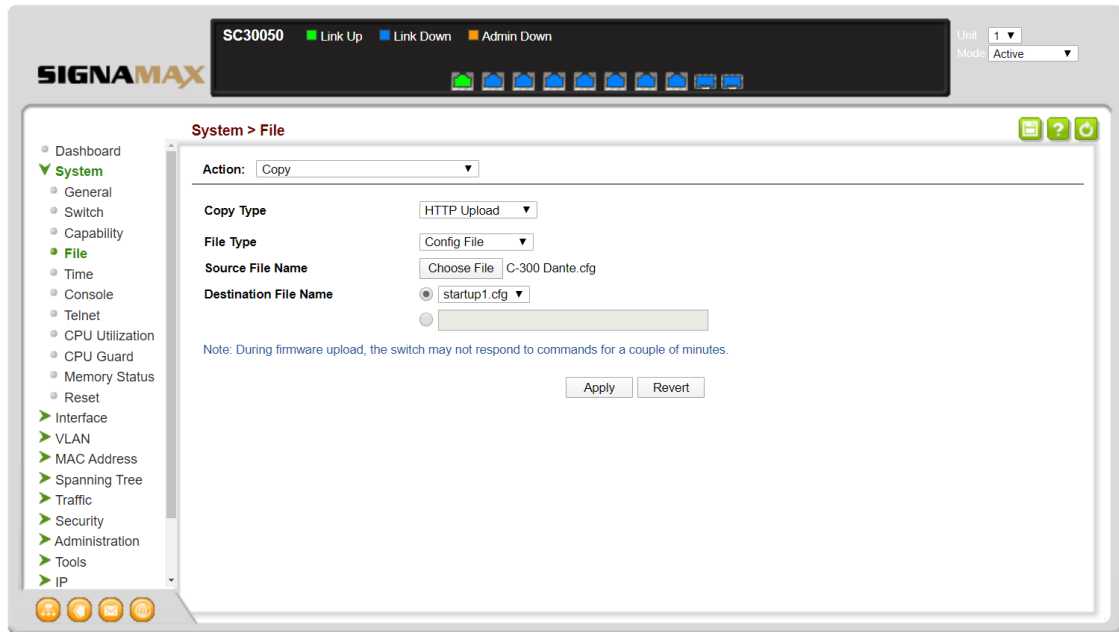 SC30050 Link Up Link Down Admin Down
Unit 1
Mode Active
SIGNAMAX
System > File
Dashboard
System
General
Switch
Capability
File
Time
Console
Telnet
CPU Utilization
CPU Guard
Memory Status
Reset
Interface
VLAN
MAC Address
Spanning Tree
Traffic
Security
Administration
Tools
IP
Action: Copy
Copy Type HTTP Upload
File Type Config File
Source File Name Choose File C-300 Dante.cfg
Destination File Name startup1.cfg
Note: During firmware upload, the switch may not respond to commands for a couple of minutes.
Apply Revert